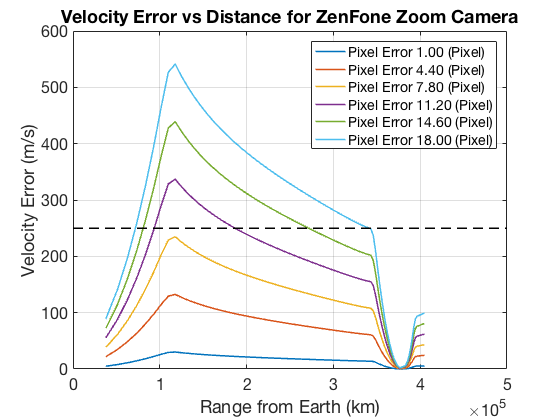 Velocity Error vs Distance for ZenFone Zoom Camera
600
500
400
300
200
100
0
Velocity Error (m/s)
Pixel Error 1.00 (Pixel)
Pixel Error 4.40 (Pixel)
Pixel Error 7.80 (Pixel)
Pixel Error 11.20 (Pixel)
Pixel Error 14.60 (Pixel)
Pixel Error 18.00 (Pixel)
0 1 2 3 4 5
Range from Earth (km)
× 10⁵